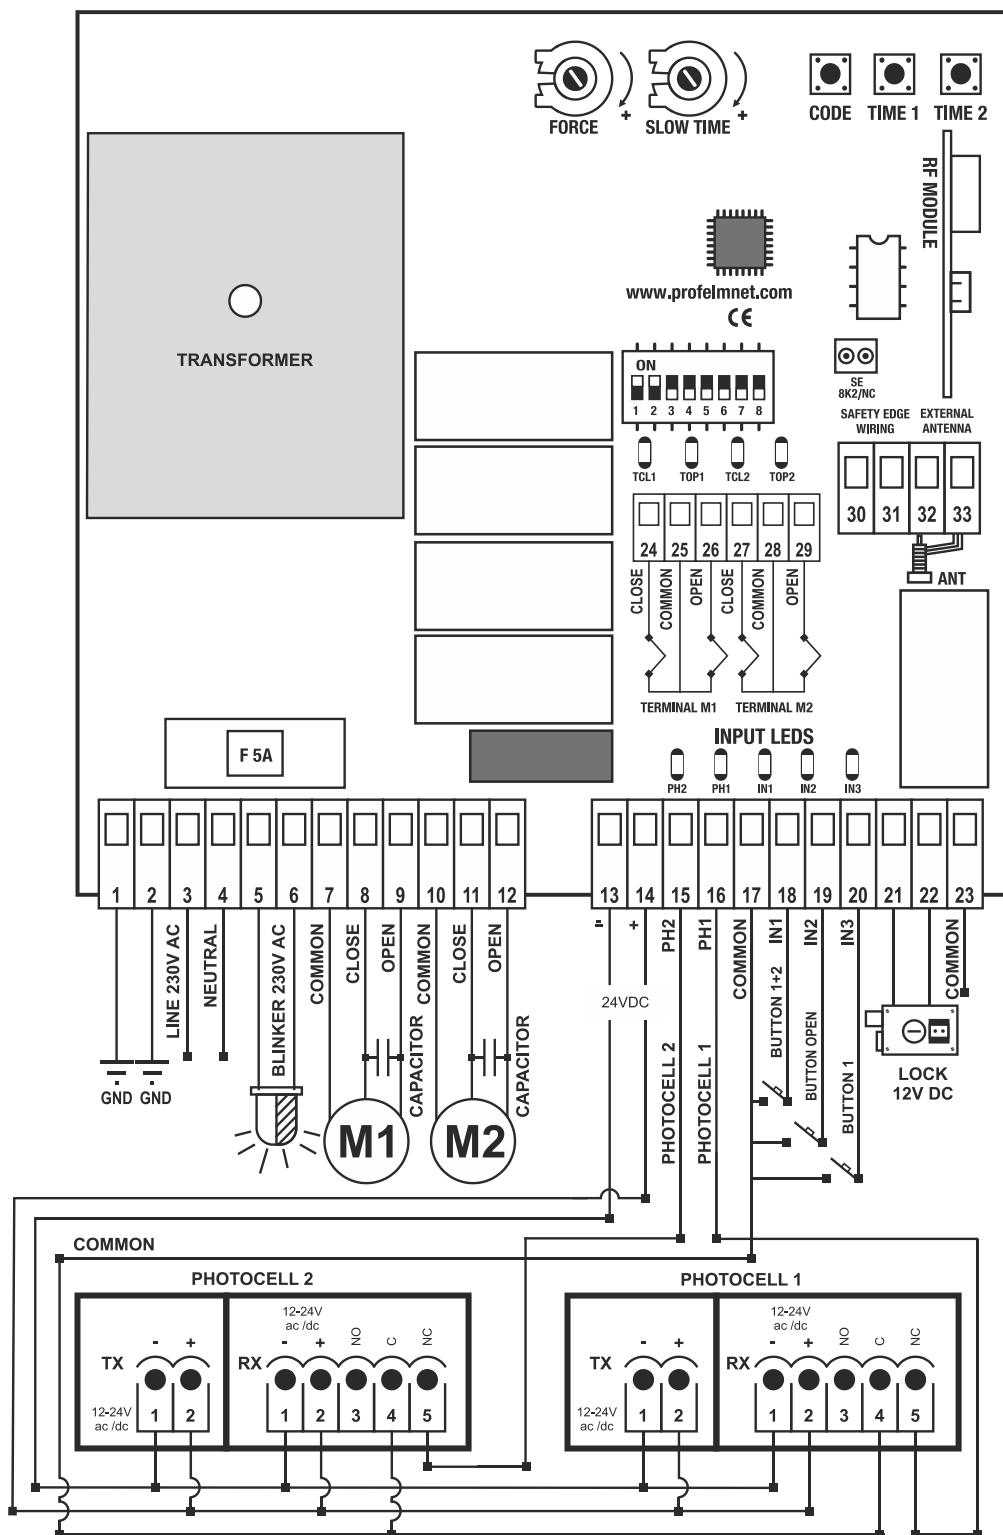 FORCE + SLOW TIME +
CODE TIME 1 TIME 2
RF MODULE
www.profelmnet.com
CE
TRANSFORMER
ON
1 2 3 4 5 6 7 8
SE
8K2/NC
SAFETY EDGE WIRING
EXTERNAL ANTENNA
TCL1 TOP1 TCL2 TOP2
30 31 32 33
24 25 26 27 28 29
ANT
CLOSE COMMON OPEN CLOSE COMMON OPEN
TERMINAL M1 TERMINAL M2
INPUT LEDS
F 5A
PH2 PH1 IN1 IN2 IN3
1 2 3 4 5 6 7 8 9 10 11 12
13 14 15 16 17 18 19 20 21 22 23
LINE 230V AC
NEUTRAL
BLINKER 230V AC
COMMON
CLOSE
OPEN
COMMON
CLOSE
OPEN
- + PH2 PH1 COMMON IN1 IN2 IN3 COMMON
24VDC
GND GND
CAPACITOR
CAPACITOR
M1 M2
PHOTOCELL 2
PHOTOCELL 1
BUTTON 1+2
BUTTON OPEN
BUTTON 1
LOCK
12V DC
COMMON
PHOTOCELL 2
12-24V
ac /dc
TX - + RX - + NO C NC
12-24V
ac /dc
1 2 1 2 3 4 5
PHOTOCELL 1
12-24V
ac /dc
TX - + RX - + NO C NC
12-24V
ac /dc
1 2 1 2 3 4 5